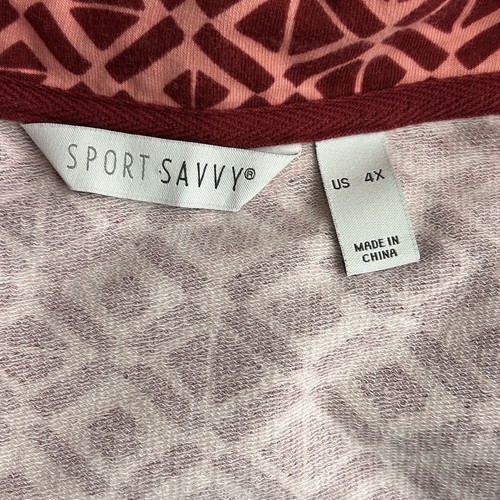 SPORT SAVVY®
US 4X
MADE IN
CHINA